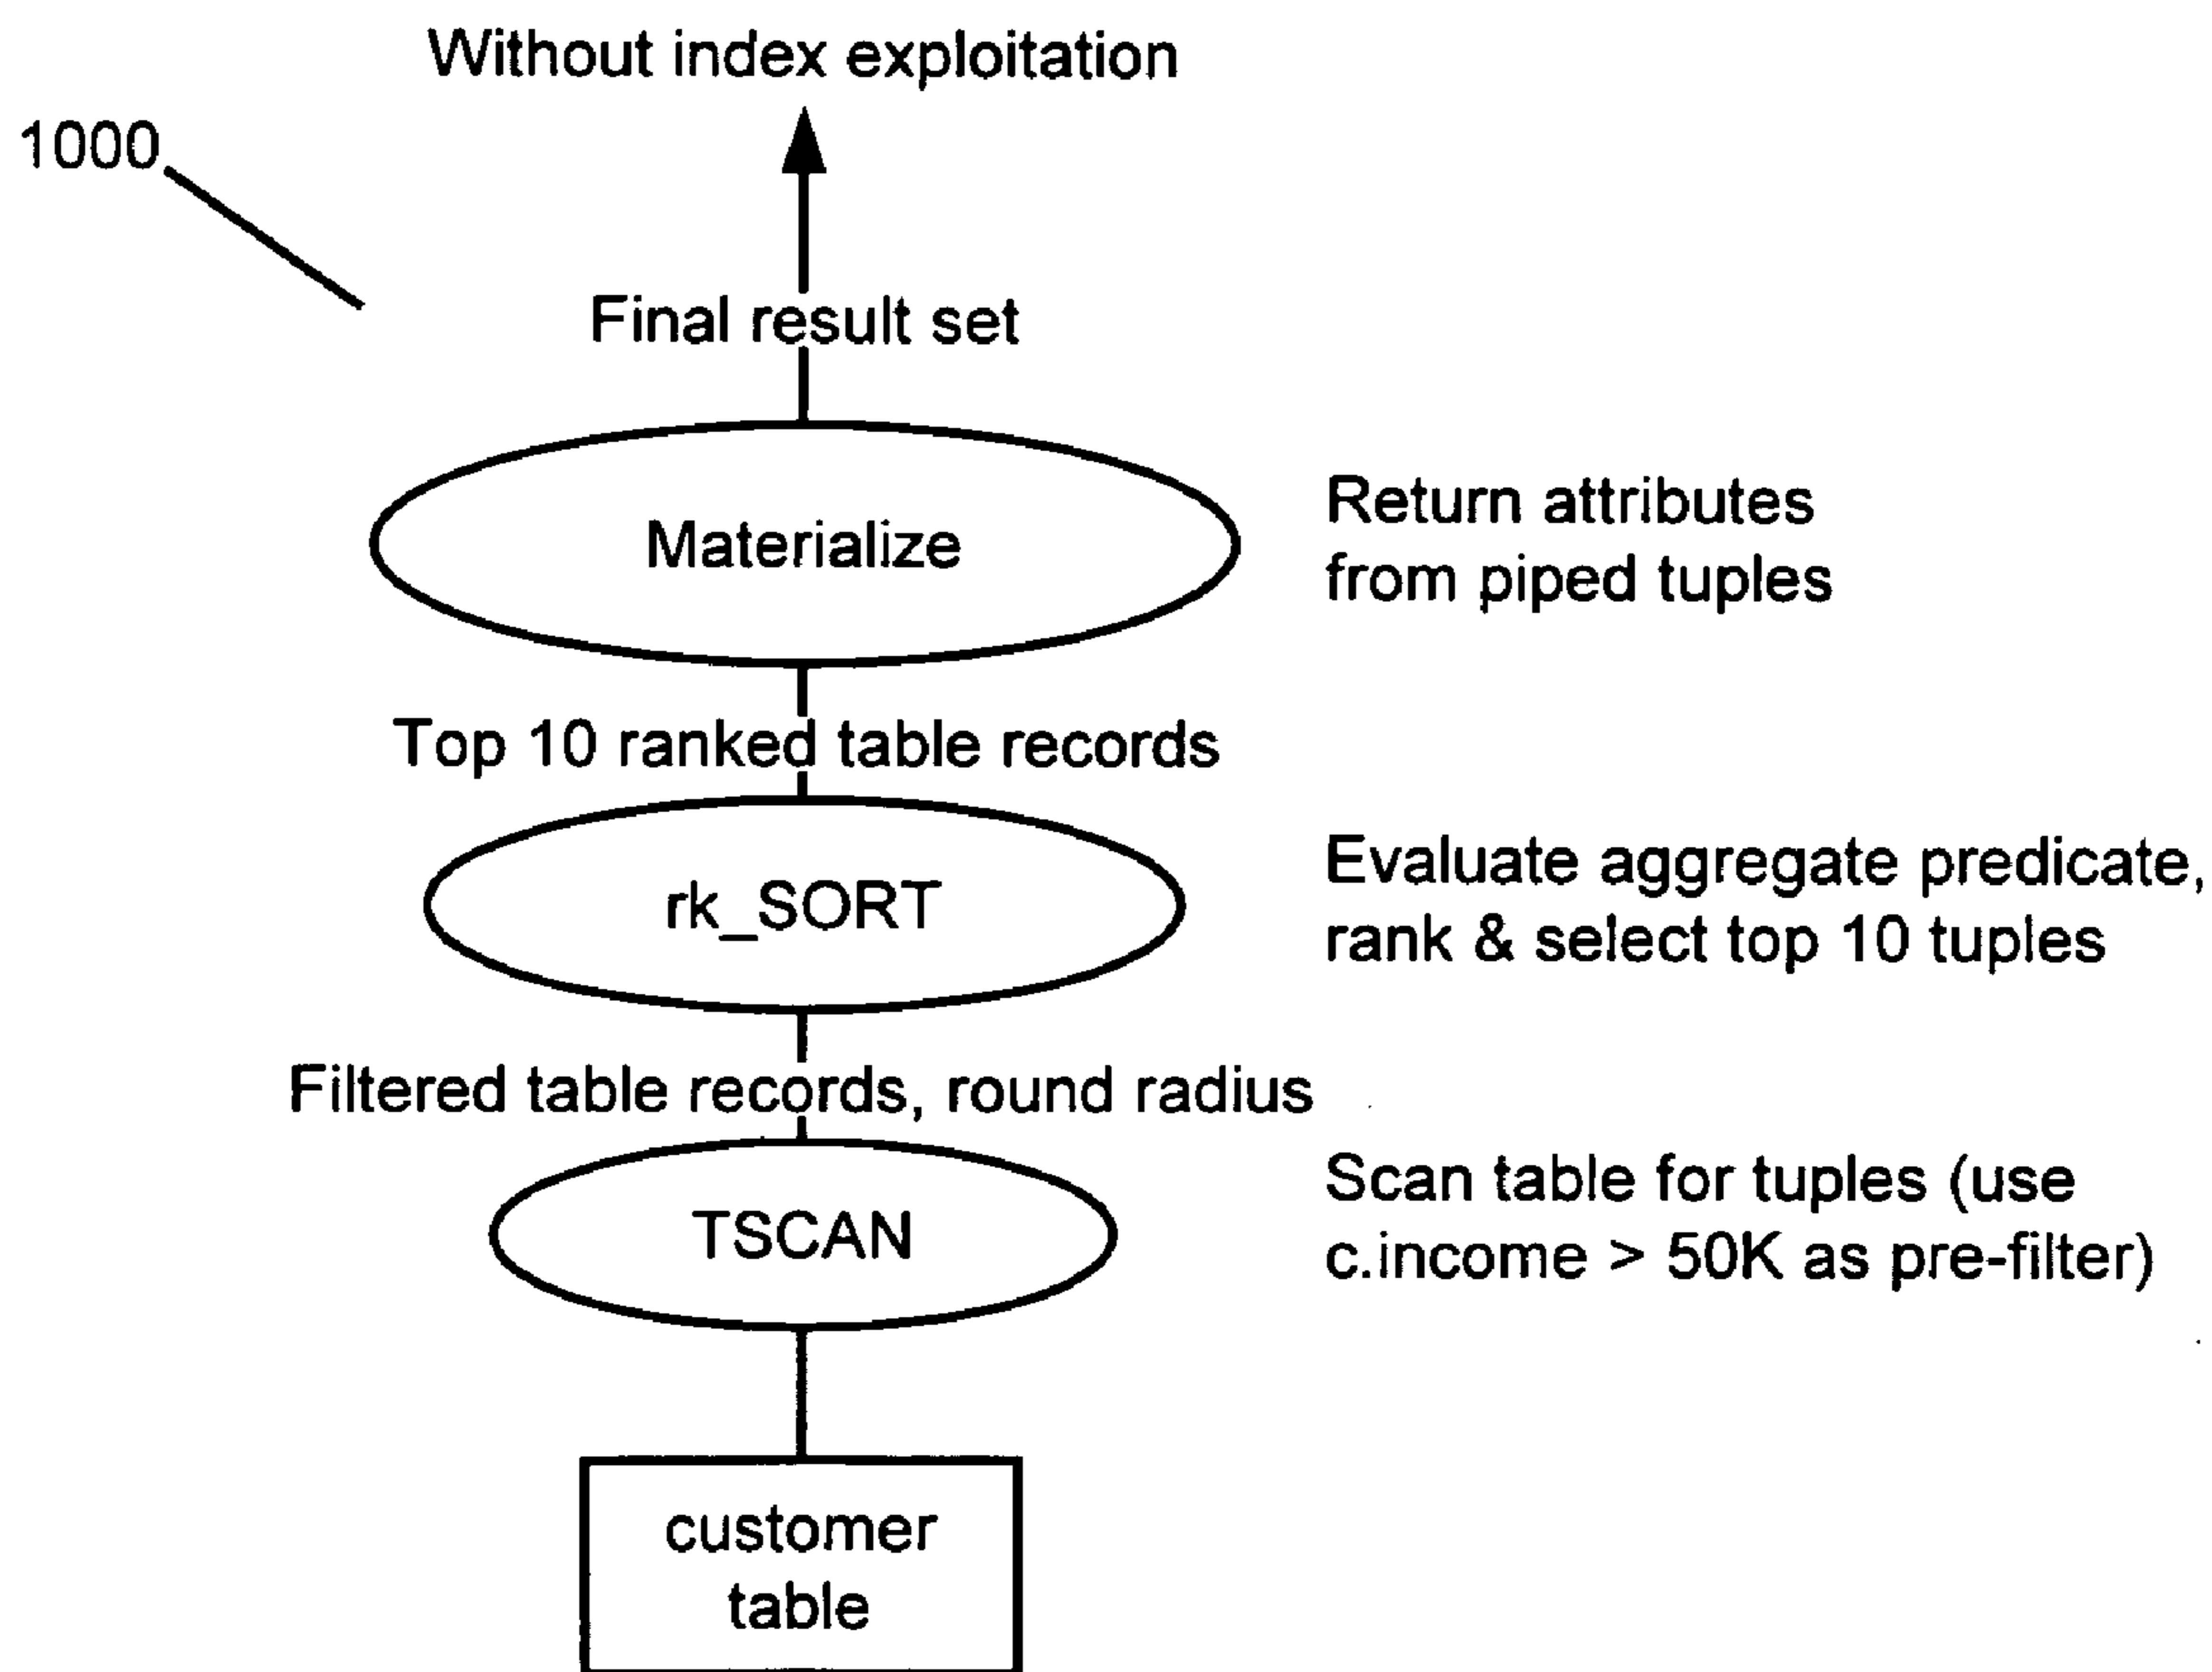 Without index exploitation
1000
Final result set
Materialize
Return attributes
from piped tuples
Top 10 ranked table records
rk_SORT
Evaluate aggregate predicate,
rank & select top 10 tuples
Filtered table records, round radius
TSCAN
Scan table for tuples (use
c.income > 50K as pre-filter)
customer
table